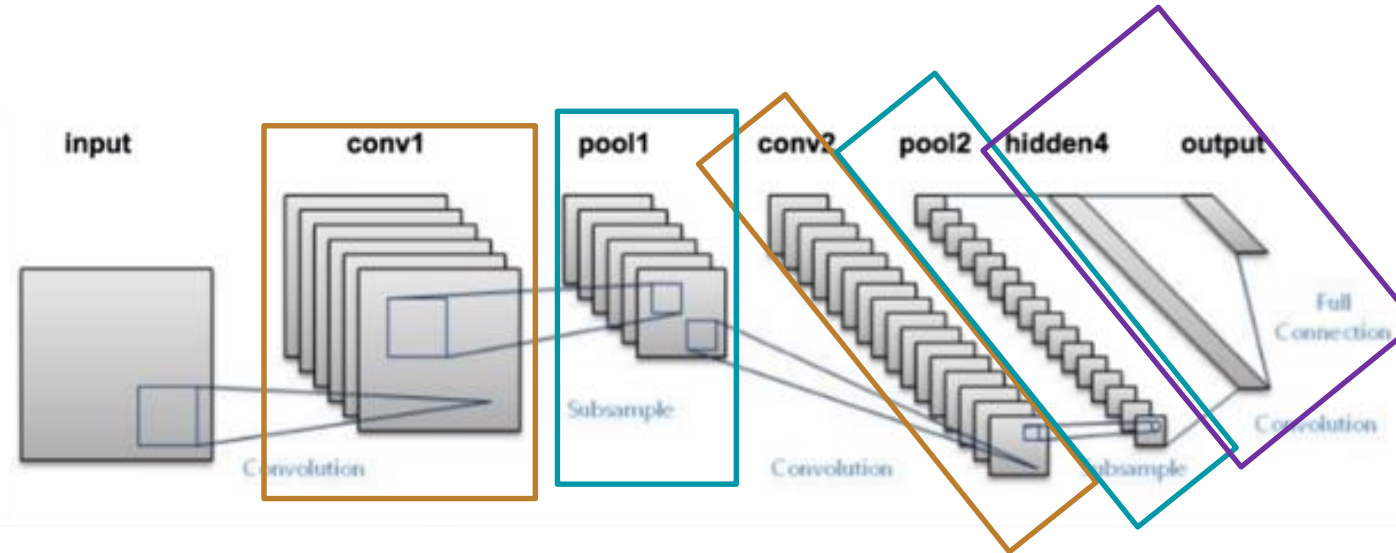 input
conv1
pool1
conv2
pool2
hidden4
output
Full
Connection
Subsample
Convolution
Convolution
Convolution
Subsample